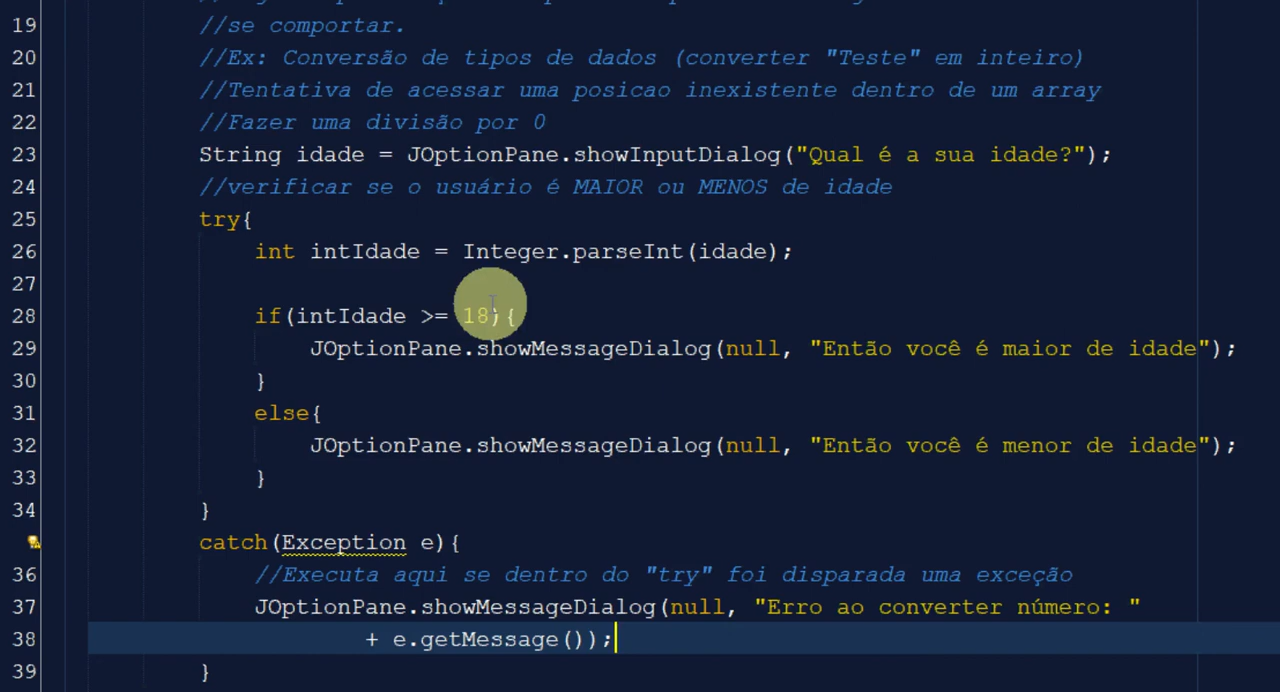 19 //se comportar.
20 //Ex: Conversão de tipos de dados (converter "Teste" em inteiro)
21 //Tentativa de acessar uma posicao inexistente dentro de um array
22 //Fazer uma divisão por 0
23 String idade = JOptionPane.showInputDialog("Qual é a sua idade?");
24 //verificar se o usuário é MAIOR ou MENOS de idade
25 try{
26 int intIdade = Integer.parseInt(idade);
27
28 if(intIdade >= 18){
29 JOptionPane.showMessageDialog(null, "Então você é maior de idade");
30 }
31 else{
32 JOptionPane.showMessageDialog(null, "Então você é menor de idade");
33 }
34 }
catch(Exception e){
36 //Executa aqui se dentro do "try" foi disparada uma exceção
37 JOptionPane.showMessageDialog(null, "Erro ao converter número: "
38 + e.getMessage());
39 }